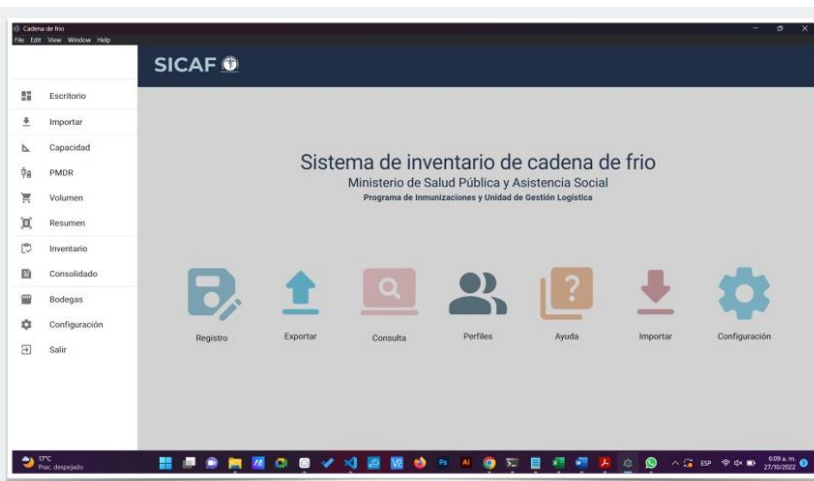 Cadena de frio
File Edit View Window Help
SICAF
Escritorio
Importar
Capacidad
PMDR
Volumen
Resumen
Inventario
Consolidado
Bodegas
Configuración
Salir
Sistema de inventario de cadena de frio
Ministerio de Salud Pública y Asistencia Social
Programa de Inmunizaciones y Unidad de Gestión Logística
Registro
Exportar
Consulta
Perfiles
Ayuda
Importar
Configuración
17°C
Prac. despejado
ESP
6:09 a. m.
27/10/2022